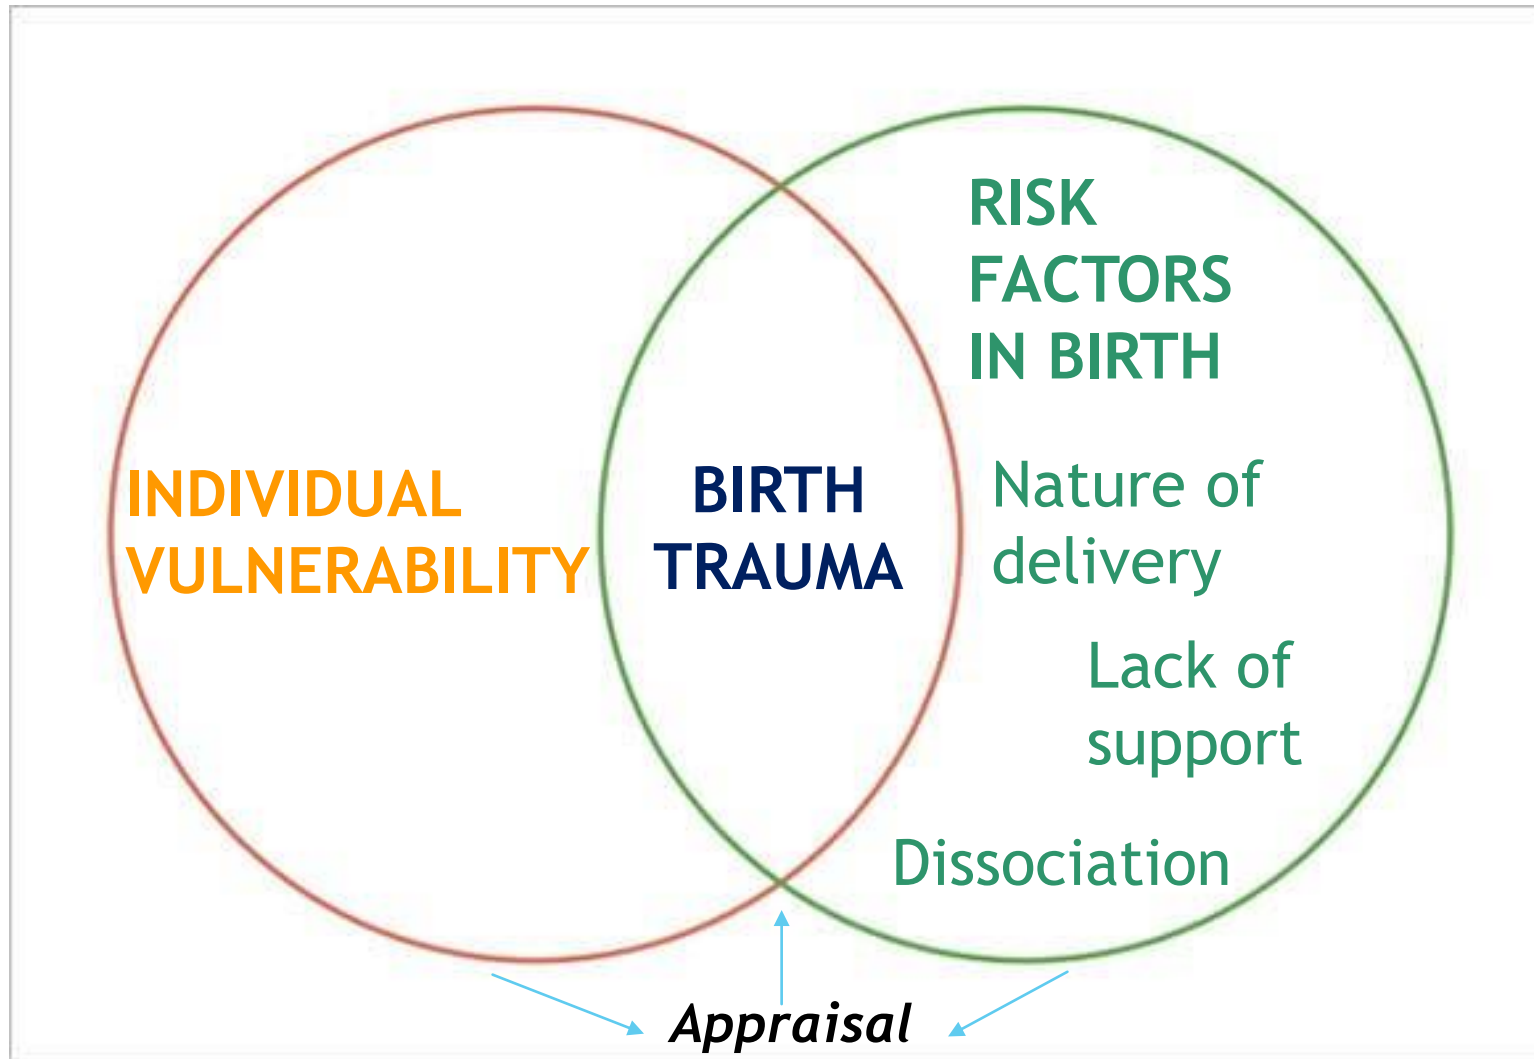 INDIVIDUAL
VULNERABILITY
BIRTH
TRAUMA
RISK
FACTORS
IN BIRTH
Nature of
delivery
Lack of
support
Dissociation
Appraisal